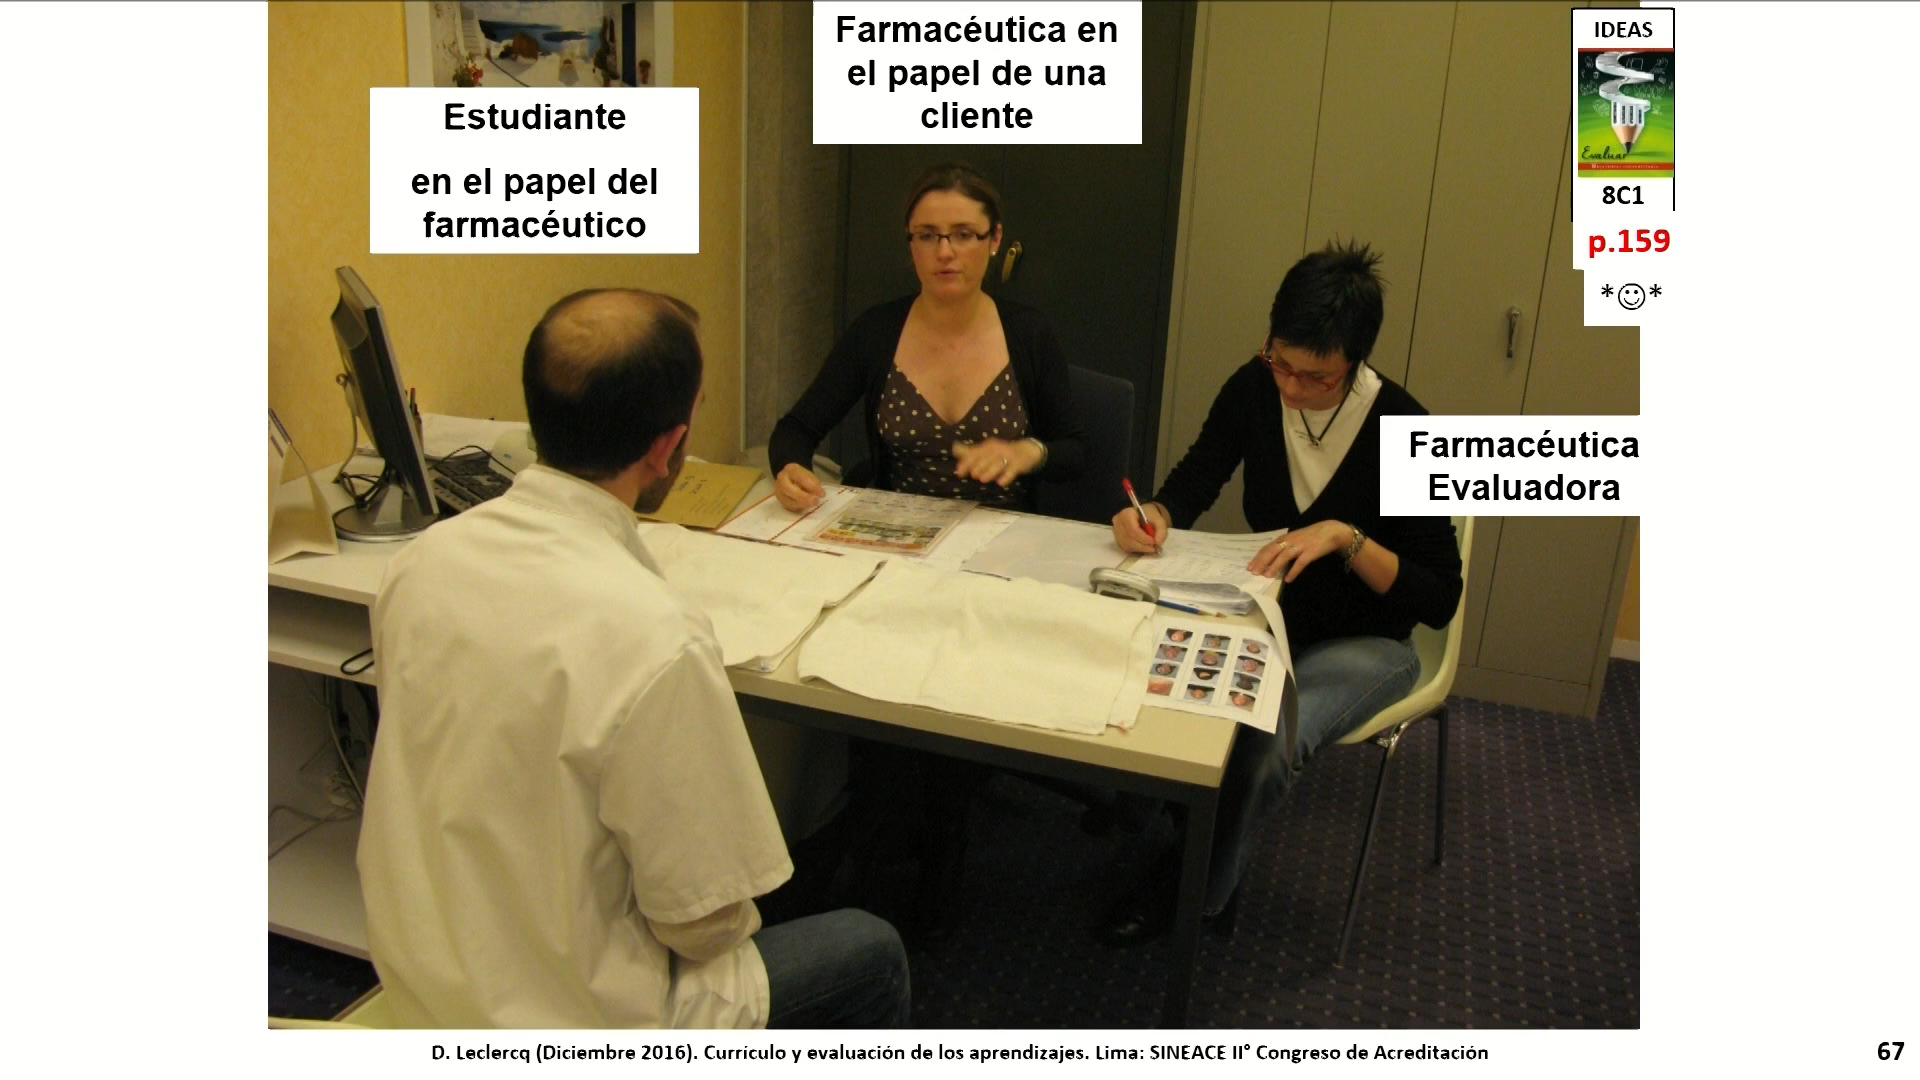 Estudiante
en el papel del
farmacéutico
Farmacéutica en
el papel de una
cliente
IDEAS
Evaluar
8C1
p.159
*☺*
Farmacéutica
Evaluadora
D. Leclercq (Diciembre 2016). Currículo y evaluación de los aprendizajes. Lima: SINEACE II° Congreso de Acreditación
67